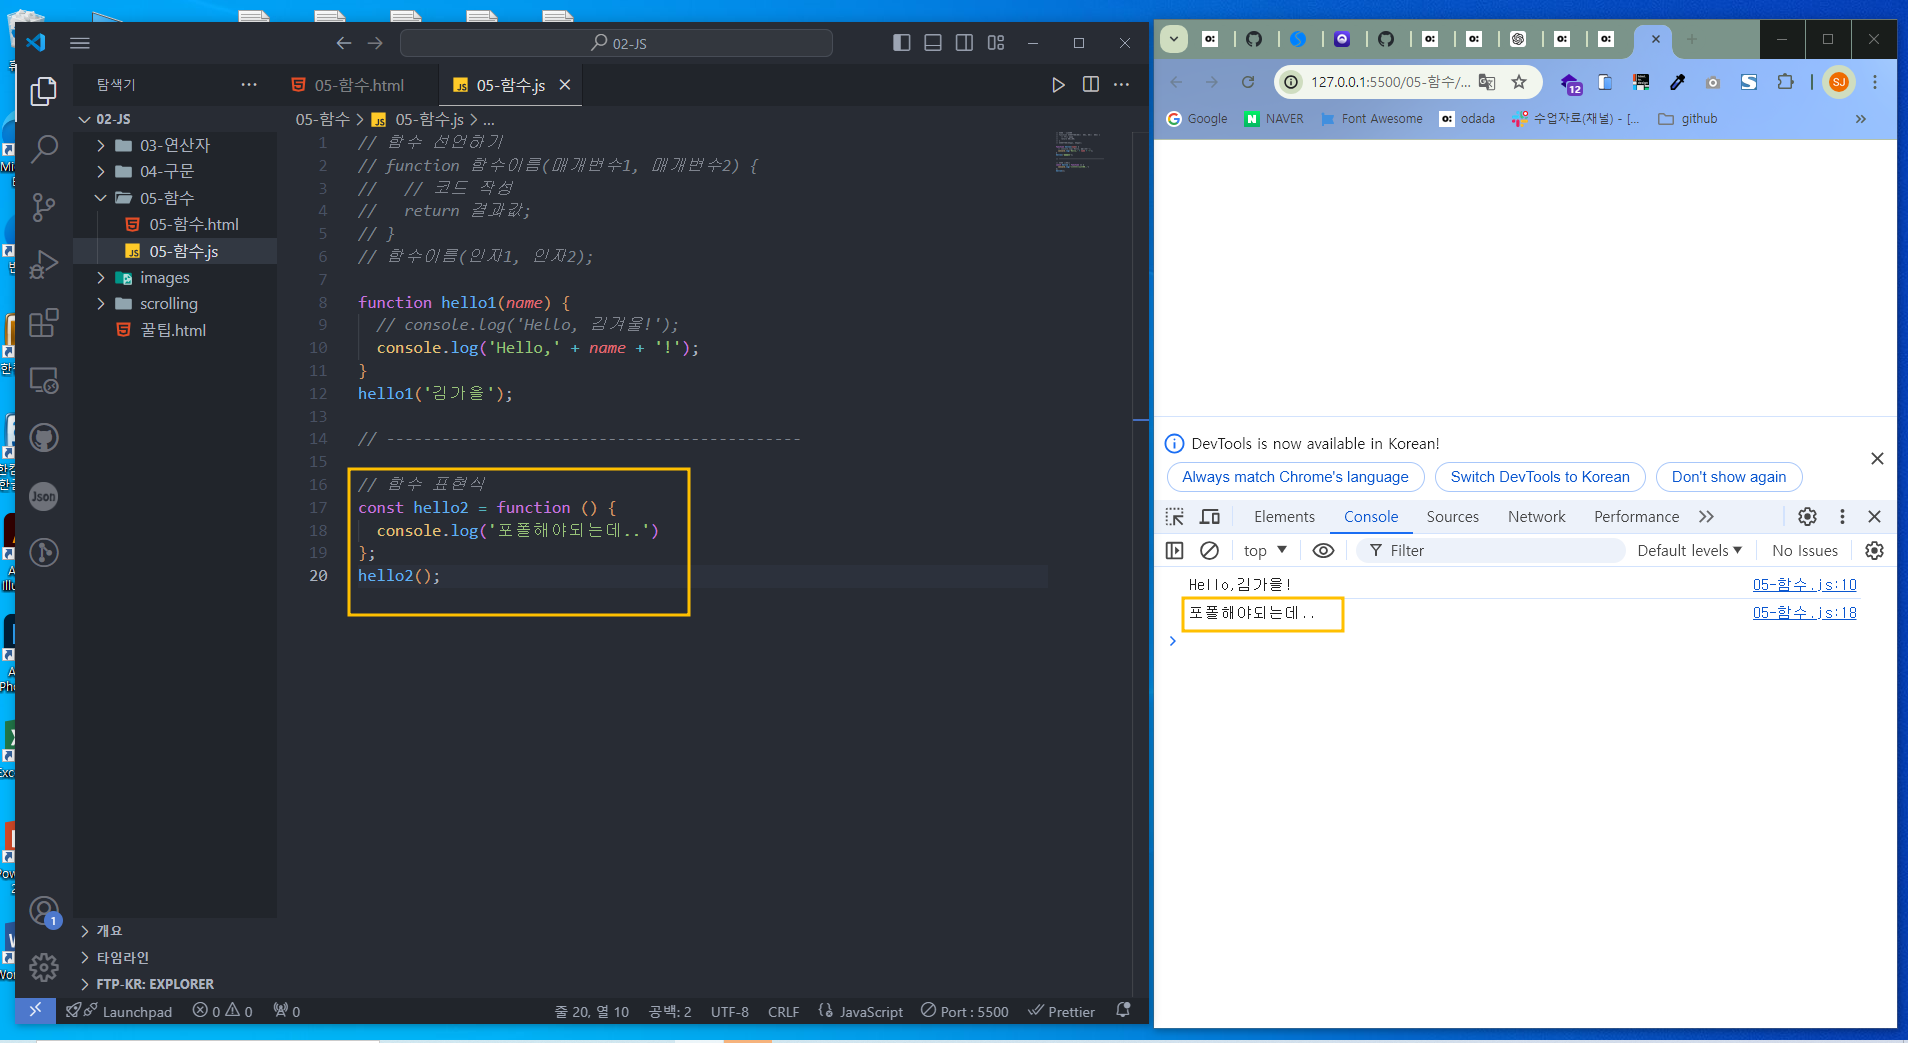 02-JS
탐색기
05-함수.html
05-함수.js
02-JS
03-연산자
04-구문
05-함수
05-함수.html
05-함수.js
images
scrolling
꿀팁.html
05-함수 > 05-함수.js > ...
1 // 함수 선언하기
2 // function 함수이름(매개변수1, 매개변수2) {
3 //   // 코드 작성
4 //   return 결과값;
5 // }
6 // 함수이름(인자1, 인자2);
7
8 function hello1(name) {
9   // console.log('Hello, 김겨울!');
10   console.log('Hello,' + name + '!');
11 }
12 hello1('김가을');
13
14 // ---------------------------------------------
15
16 // 함수 표현식
17 const hello2 = function () {
18   console.log('포폴해야되는데..')
19 };
20 hello2();
Json
1
개요
타임라인
FTP-KR: EXPLORER
Launchpad 0 0 0 줄 20, 열 10 공백: 2 UTF-8 CRLF JavaScript Port : 5500 Prettier
127.0.0.1:5500/05-함수/...
12
SJ
Google NAVER Font Awesome odada 수업자료(채널) - [... github
DevTools is now available in Korean!
Always match Chrome's language Switch DevTools to Korean Don't show again
Elements Console Sources Network Performance
top Filter Default levels No Issues
Hello,김가을! 05-함수.js:10
포폴해야되는데.. 05-함수.js:18